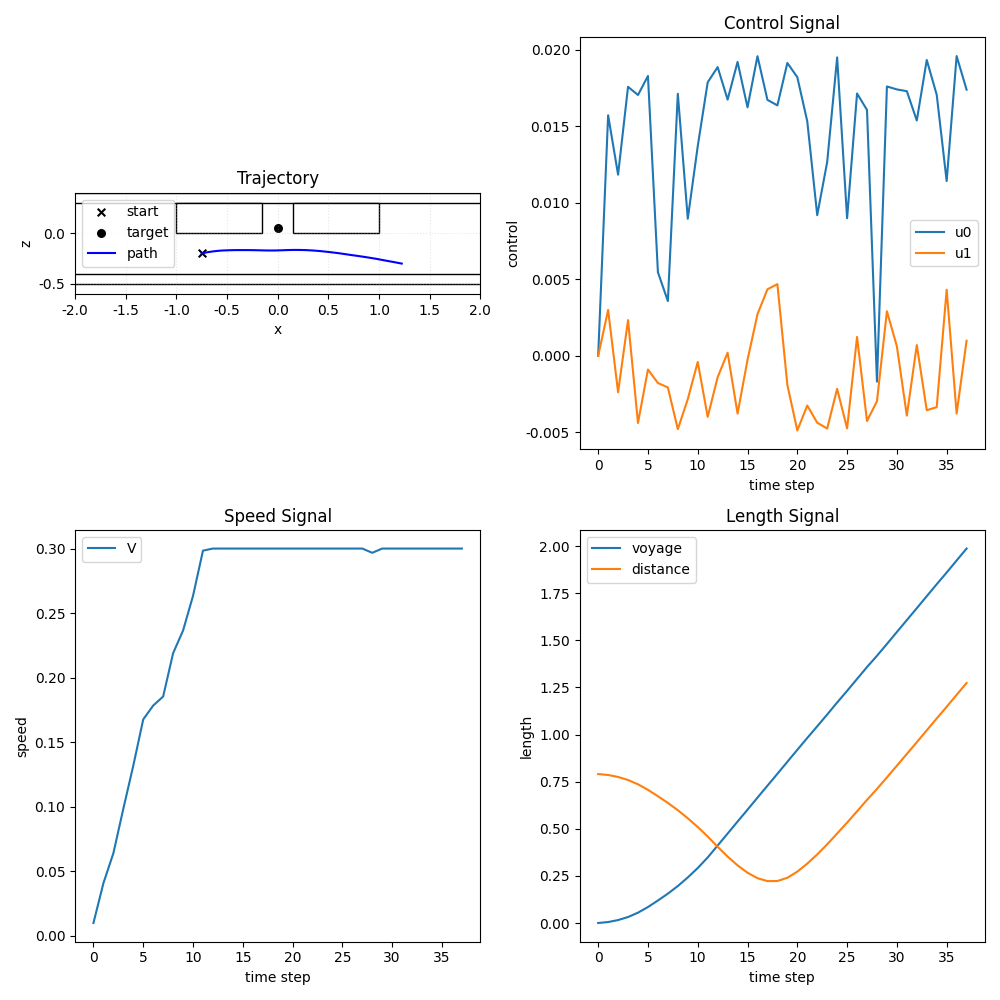 Trajectory
start
target
path
0.0
-0.5
z
-2.0 -1.5 -1.0 -0.5 0.0 0.5 1.0 1.5 2.0
x
Control Signal
0.020
0.015
0.010
0.005
0.000
-0.005
control
u0
u1
0 5 10 15 20 25 30 35
time step
Speed Signal
V
0.30
0.25
0.20
0.15
0.10
0.05
0.00
speed
0 5 10 15 20 25 30 35
time step
Length Signal
voyage
distance
2.00
1.75
1.50
1.25
1.00
0.75
0.50
0.25
0.00
length
0 5 10 15 20 25 30 35
time step